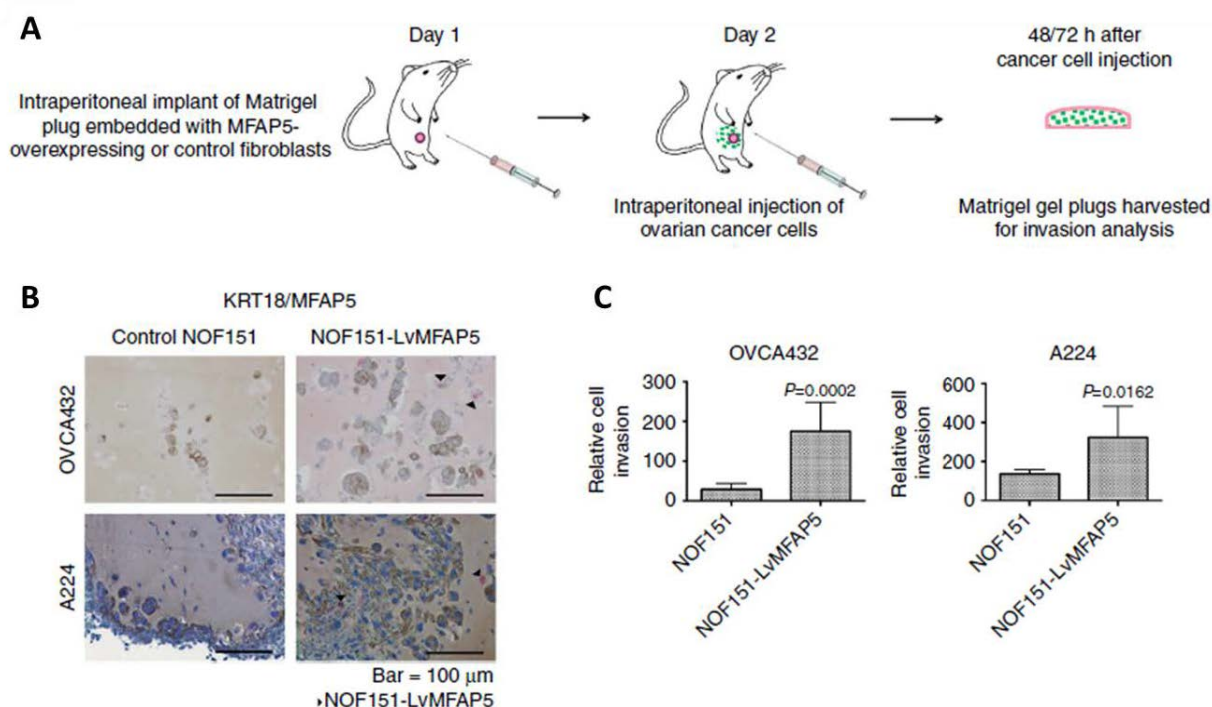 A
Day 1
Day 2
48/72 h after
cancer cell injection
Intraperitoneal implant of Matrigel
plug embedded with MFAP5-
overexpressing or control fibroblasts
Intraperitoneal injection of
ovarian cancer cells
Matrigel gel plugs harvested
for invasion analysis
B
KRT18/MFAP5
Control NOF151
NOF151-LvMFAP5
OVCA432
A224
Bar = 100 μm
NOF151-LvMFAP5
C
OVCA432
Relative cell
invasion
300
200
100
0
P=0.0002
NOF151
NOF151-LvMFAP5
A224
Relative cell
invasion
600
400
200
0
P=0.0162
NOF151
NOF151-LvMFAP5